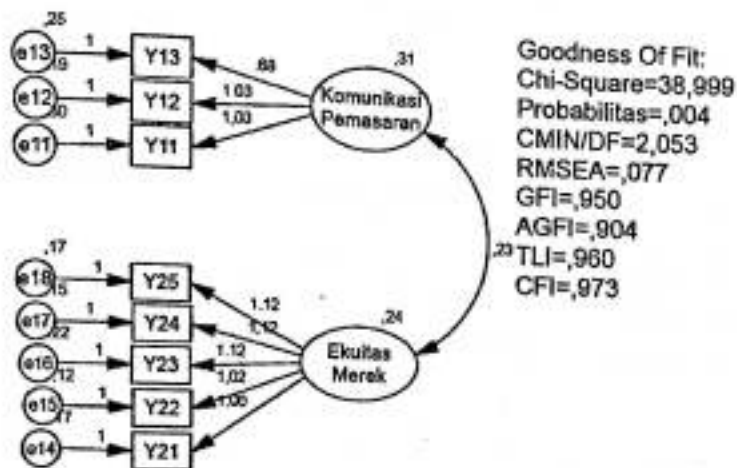 ,25
e13
1
Y13
,9
e12
1
Y12
,30
e11
1
Y11
,68
1.03
1,00
,31
Komunikasi
Pemasaran
Goodness Of Fit:
Chi-Square=38,999
Probabilitas=,004
CMIN/DF=2,053
RMSEA=,077
GFI=,950
AGFI=,904
TLI=,960
CFI=,973
,23
,17
e18
1
Y25
,15
e17
1
Y24
,22
e16
1
Y23
,12
e15
1
Y22
,17
e14
1
Y21
1.12
1,12
1.12
1,02
1,00
,24
Ekuitas
Merek